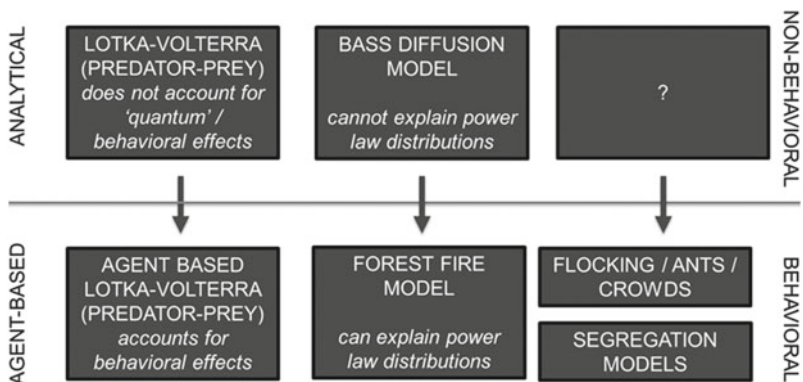 ANALYTICAL
LOTKA-VOLTERRA
(PREDATOR-PREY)
does not account for
‘quantum’ /
behavioral effects
BASS DIFFUSION
MODEL
cannot explain power
law distributions
?
NON-BEHAVIORAL
AGENT-BASED
AGENT BASED
LOTKA-VOLTERRA
(PREDATOR-PREY)
accounts for
behavioral effects
FOREST FIRE
MODEL
can explain power
law distributions
FLOCKING / ANTS /
CROWDS
SEGREGATION
MODELS
BEHAVIORAL